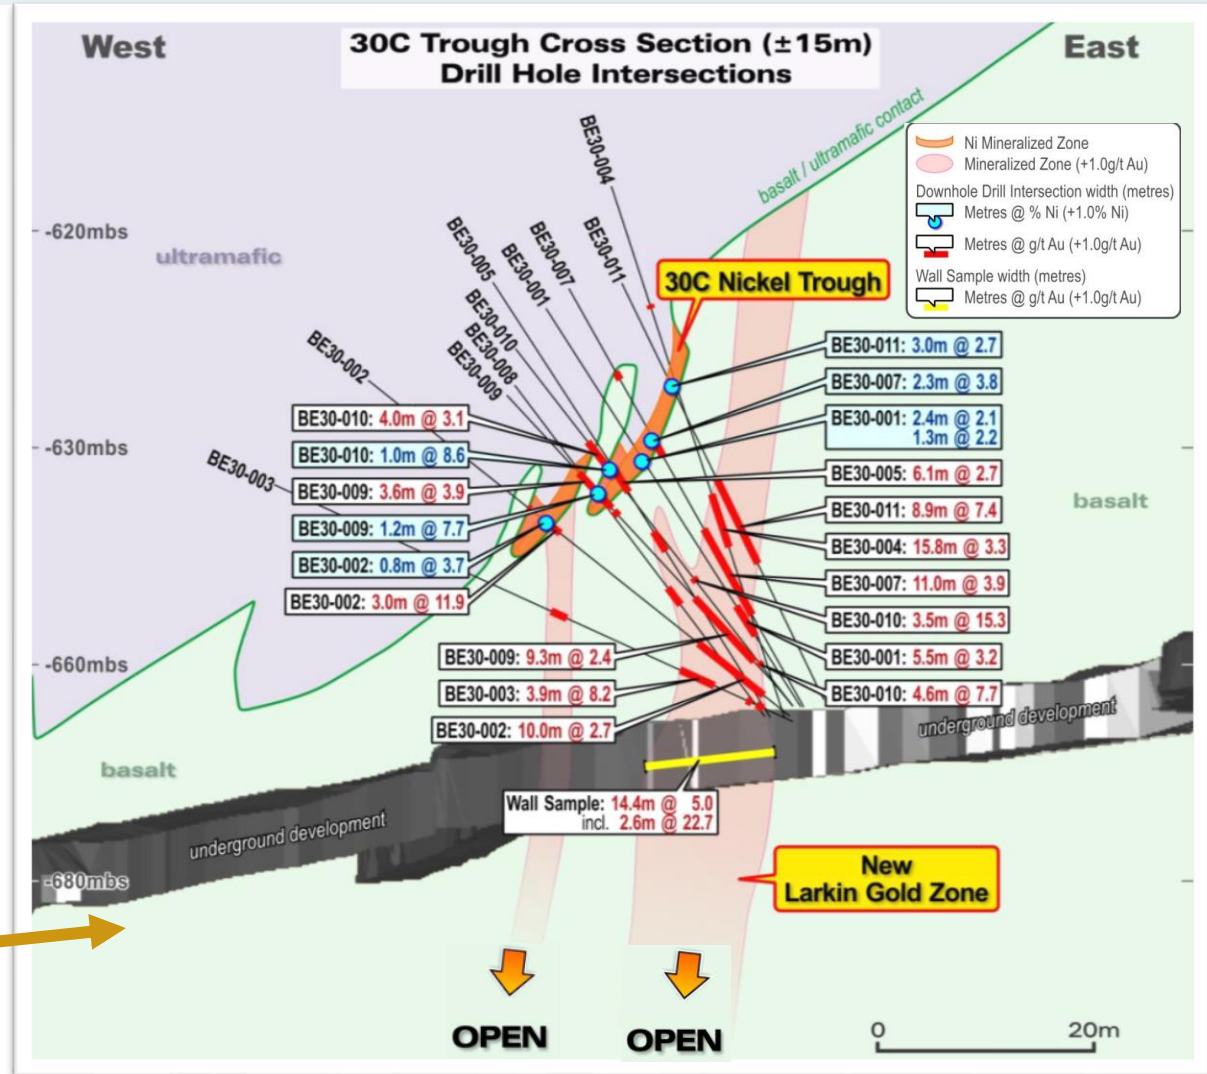 West
30C Trough Cross Section (±15m)
Drill Hole Intersections
East
basalt / ultramafic contact
Ni Mineralized Zone
Mineralized Zone (+1.0g/t Au)
Downhole Drill Intersection width (metres)
Metres @ % Ni (+1.0% Ni)
Metres @ g/t Au (+1.0g/t Au)
Wall Sample width (metres)
Metres @ g/t Au (+1.0g/t Au)
-620mbs
ultramafic
BE30-004
BE30-011
BE30-007
BE30-005
BE30-001
BE30-010
BE30-008
BE30-009
BE30-002
BE30-003
30C Nickel Trough
BE30-011: 3.0m @ 2.7
BE30-007: 2.3m @ 3.8
BE30-001: 2.4m @ 2.1
1.3m @ 2.2
BE30-005: 6.1m @ 2.7
BE30-011: 8.9m @ 7.4
BE30-004: 15.8m @ 3.3
BE30-007: 11.0m @ 3.9
BE30-010: 3.5m @ 15.3
BE30-001: 5.5m @ 3.2
BE30-010: 4.6m @ 7.7
-630mbs
BE30-010: 4.0m @ 3.1
BE30-010: 1.0m @ 8.6
BE30-009: 3.6m @ 3.9
BE30-009: 1.2m @ 7.7
BE30-002: 0.8m @ 3.7
BE30-002: 3.0m @ 11.9
basalt
-660mbs
BE30-009: 9.3m @ 2.4
BE30-003: 3.9m @ 8.2
BE30-002: 10.0m @ 2.7
underground development
basalt
Wall Sample: 14.4m @ 5.0
incl. 2.6m @ 22.7
underground development
-680mbs
New
Larkin Gold Zone
OPEN
OPEN
0 20m